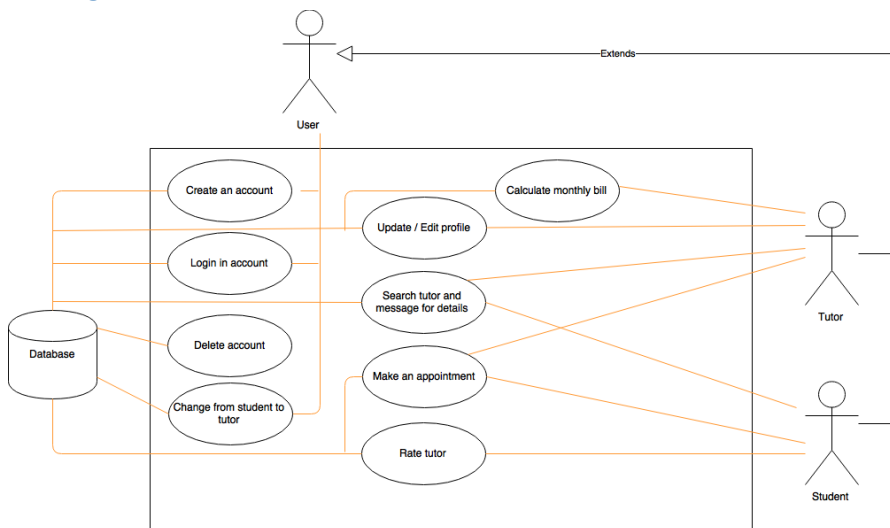 Extends
User
Create an account
Calculate monthly bill
Update / Edit profile
Login in account
Search tutor and
message for details
Tutor
Database
Delete account
Make an appointment
Change from student to
tutor
Rate tutor
Student